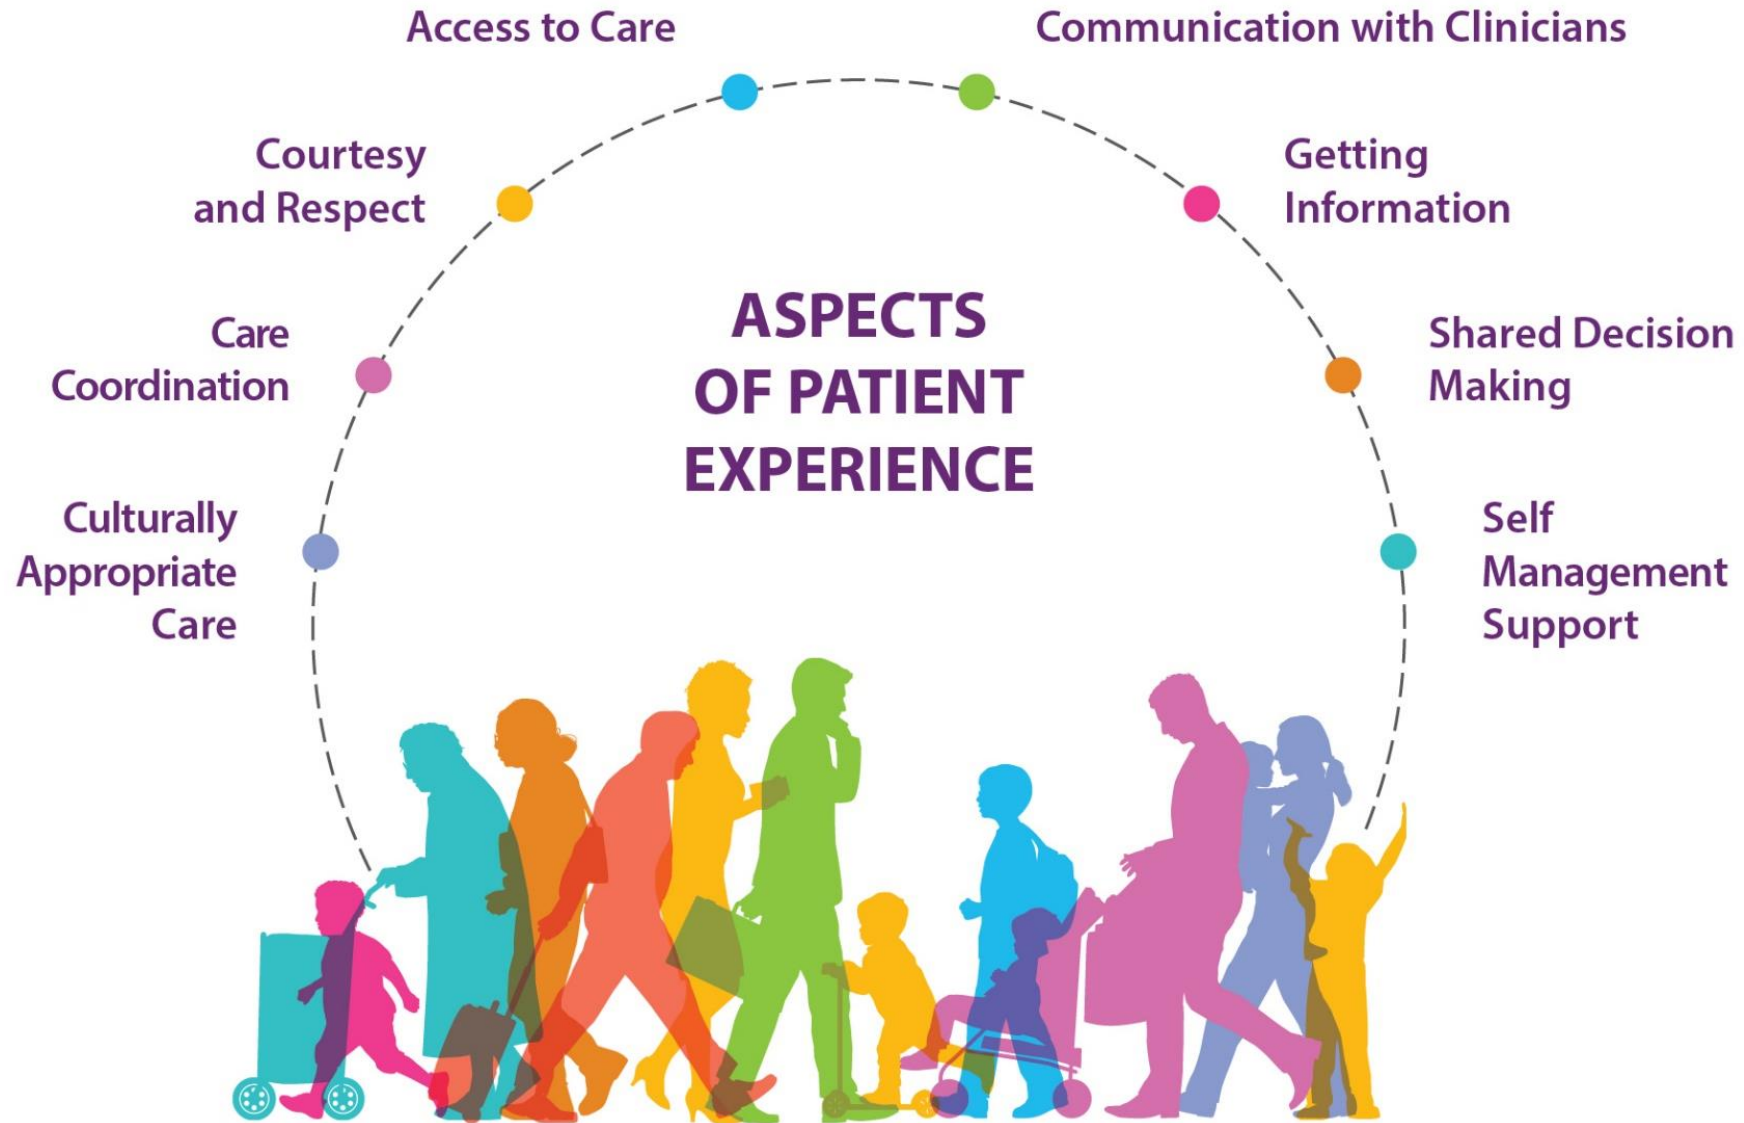 Access to Care
Communication with Clinicians
Courtesy
and Respect
Getting
Information
ASPECTS
OF PATIENT
EXPERIENCE
Care
Coordination
Shared Decision
Making
Culturally
Appropriate
Care
Self
Management
Support